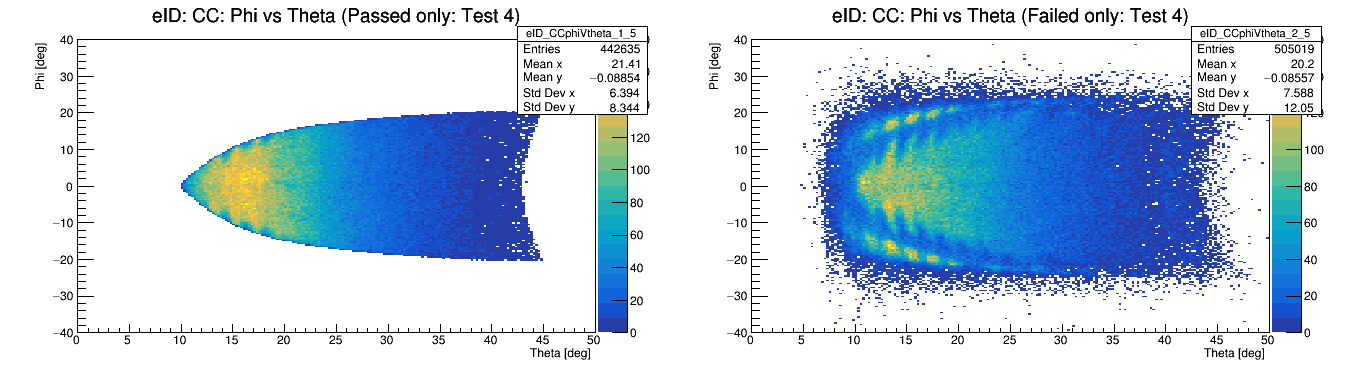 eID: CC: Phi vs Theta (Passed only: Test 4)
eID_CCphiVtheta_1_5
Entries 442635
Mean x 21.41
Mean y −0.08854
Std Dev x 6.394
Std Dev y 8.344
Phi [deg]
40
30
20
10
0
−10
−20
−30
−40
0 5 10 15 20 25 30 35 40 45 50
Theta [deg]
120
100
80
60
40
20
0
eID: CC: Phi vs Theta (Failed only: Test 4)
eID_CCphiVtheta_2_5
Entries 505019
Mean x 20.2
Mean y −0.08557
Std Dev x 7.588
Std Dev y 12.05
Phi [deg]
40
30
20
10
0
−10
−20
−30
−40
0 5 10 15 20 25 30 35 40 45 50
Theta [deg]
100
80
60
40
20
0